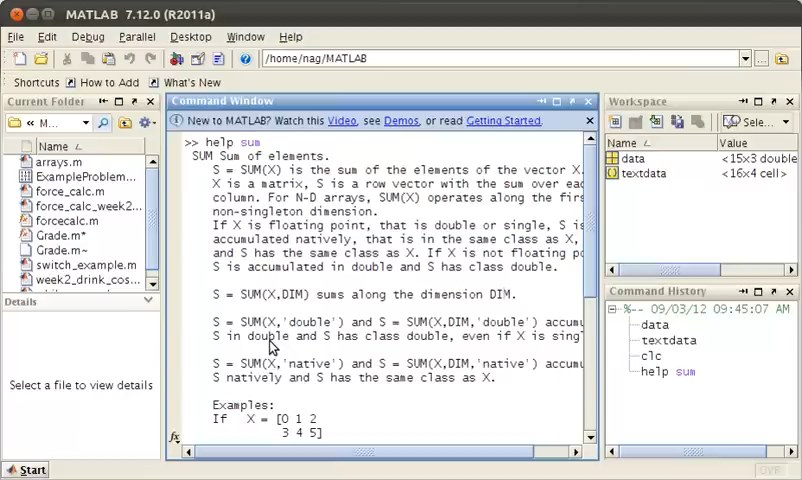 MATLAB 7.12.0 (R2011a)
File Edit Debug Parallel Desktop Window Help
/home/nag/MATLAB
Shortcuts How to Add What's New
Current Folder
« M...
Name
arrays.m
ExampleProblem...
force_calc.m
force_calc_week2...
forcecalc.m
Grade.m*
Grade.m~
switch_example.m
week2_drink_cos...
Details
Select a file to view details
Start
Command Window
New to MATLAB? Watch this Video, see Demos, or read Getting Started.
>> help sum
SUM Sum of elements.
S = SUM(X) is the sum of the elements of the vector X.
X is a matrix, S is a row vector with the sum over eac
column. For N-D arrays, SUM(X) operates along the firs
non-singleton dimension.
If X is floating point, that is double or single, S is
accumulated natively, that is in the same class as X,
and S has the same class as X. If X is not floating po
S is accumulated in double and S has class double.
S = SUM(X,DIM) sums along the dimension DIM.
S = SUM(X,'double') and S = SUM(X,DIM,'double') accumu
S in double and S has class double, even if X is singl
S = SUM(X,'native') and S = SUM(X,DIM,'native') accumu
S natively and S has the same class as X.
Examples:
If X = [0 1 2
3 4 5]
fx
Workspace
Sele...
Name Value
data <15x3 double
textdata <16x4 cell>
Command History
%-- 09/03/12 09:45:07 AM
data
textdata
clc
help sum
OVR